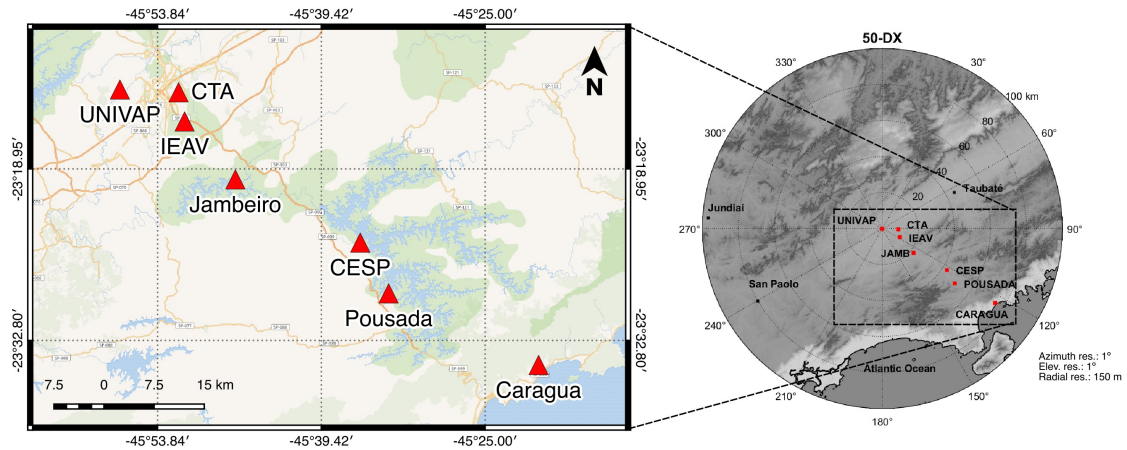 -45°53.84′ -45°39.42′ -45°25.00′
CTA
UNIVAP
IEAV
N
-23°18.95′ -23°18.95′
Jambeiro
CESP
Pousada
-23°32.80′ -23°32.80′
Caragua
7.5 0 7.5 15 km
-45°53.84′ -45°39.42′ -45°25.00′
50-DX
330° 30°
100 km
80
300° 60°
60
40
Taubaté
20
Jundiai
UNIVAP
CTA
270° 90°
IEAV
JAMB
CESP
San Paolo
POUSADA
CARAGUA
240° 120°
Atlantic Ocean
Azimuth res.: 1°
Elev. res.: 1°
Radial res.: 150 m
210° 150°
180°